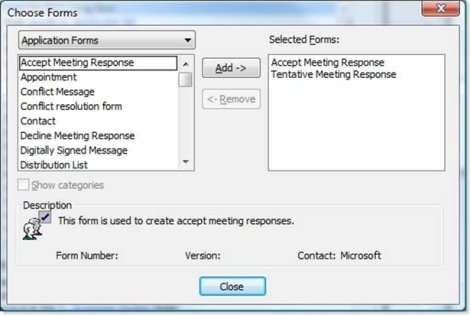 Choose Forms
Application Forms
Selected Forms:
Accept Meeting Response
Appointment
Conflict Message
Conflict resolution form
Contact
Decline Meeting Response
Digitally Signed Message
Distribution List
Add ->
<- Remove
Accept Meeting Response
Tentative Meeting Response
Show categories
Description
This form is used to create accept meeting responses.
Form Number: Version: Contact: Microsoft
Close